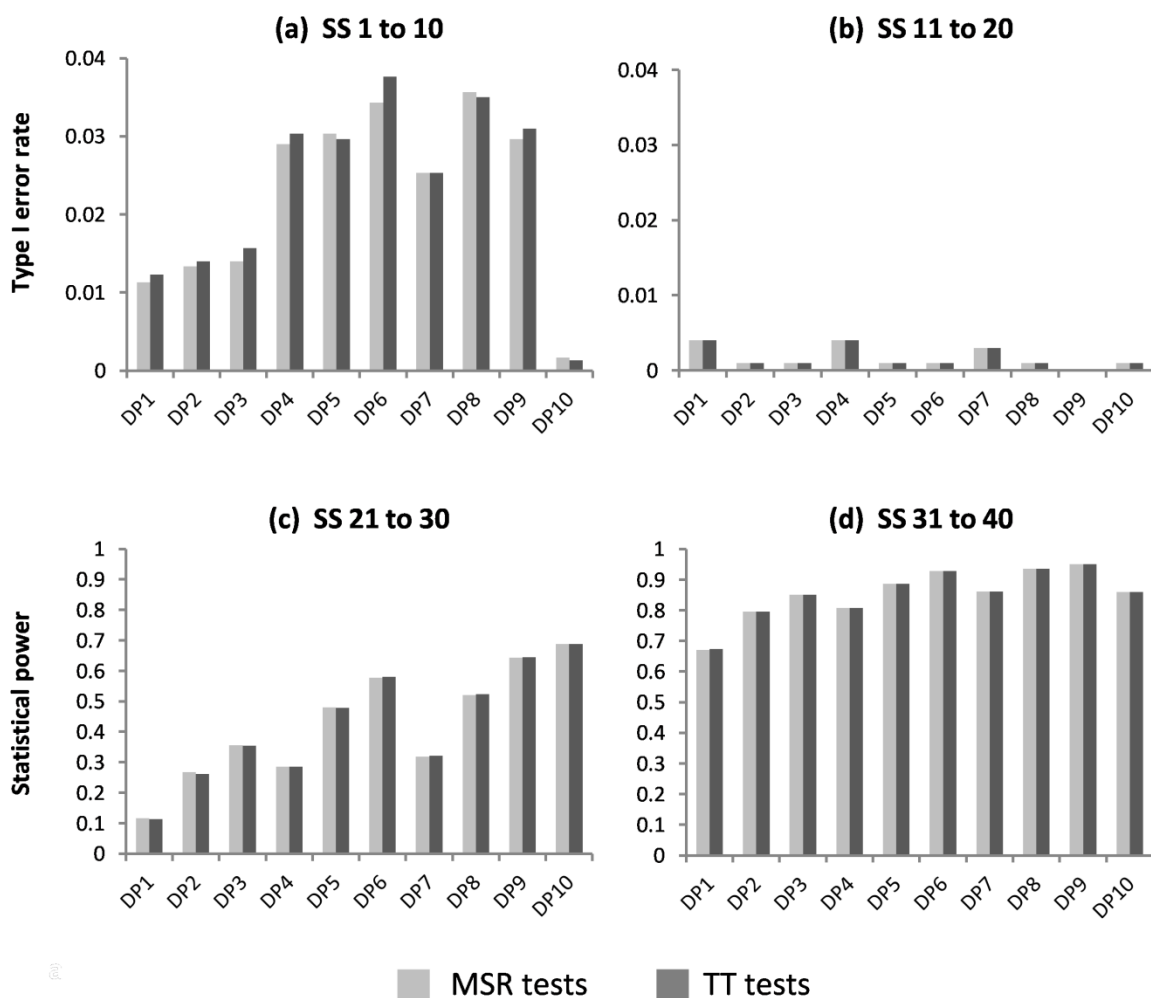 (a) SS 1 to 10
(b) SS 11 to 20
Type I error rate
0.04
0.03
0.02
0.01
0
DP1 DP2 DP3 DP4 DP5 DP6 DP7 DP8 DP9 DP10
0.04
0.03
0.02
0.01
0
DP1 DP2 DP3 DP4 DP5 DP6 DP7 DP8 DP9 DP10
(c) SS 21 to 30
(d) SS 31 to 40
Statistical power
1
0.9
0.8
0.7
0.6
0.5
0.4
0.3
0.2
0.1
0
DP1 DP2 DP3 DP4 DP5 DP6 DP7 DP8 DP9 DP10
1
0.9
0.8
0.7
0.6
0.5
0.4
0.3
0.2
0.1
0
DP1 DP2 DP3 DP4 DP5 DP6 DP7 DP8 DP9 DP10
MSR tests
TT tests